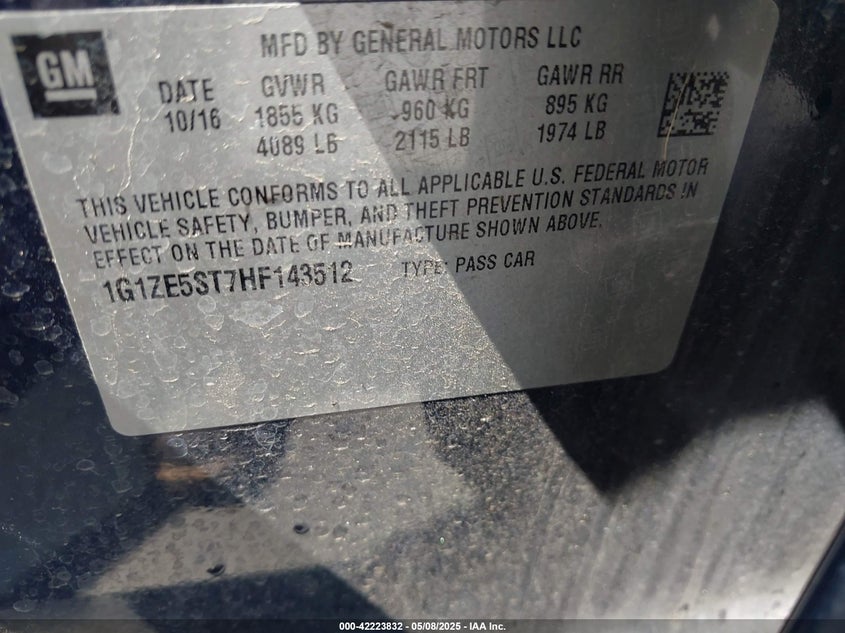 GM
MFD BY GENERAL MOTORS LLC
DATE GVWR GAWR FRT GAWR RR
10/16 1855 KG 960 KG 895 KG
4089 LB 2115 LB 1974 LB
THIS VEHICLE CONFORMS TO ALL APPLICABLE U.S. FEDERAL MOTOR
VEHICLE SAFETY, BUMPER, AND THEFT PREVENTION STANDARDS IN
EFFECT ON THE DATE OF MANUFACTURE SHOWN ABOVE.
1G1ZE5ST7HF143512 TYPE: PASS CAR
000-42223832 - 05/08/2025 - IAA Inc.